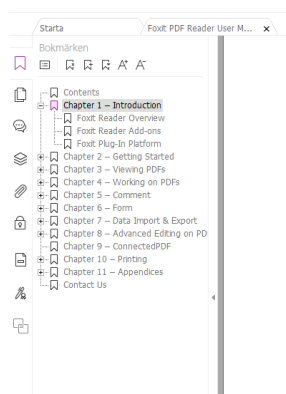 Starta
Foxit PDF Reader User M...
Bokmärken
Contents
Chapter 1 – Introduction
Foxit Reader Overview
Foxit Reader Add-ons
Foxit Plug-In Platform
Chapter 2 – Getting Started
Chapter 3 – Viewing PDFs
Chapter 4 – Working on PDFs
Chapter 5 – Comment
Chapter 6 – Form
Chapter 7 – Data Import & Export
Chapter 8 – Advanced Editing on PD
Chapter 9 – ConnectedPDF
Chapter 10 – Printing
Chapter 11 – Appendices
Contact Us